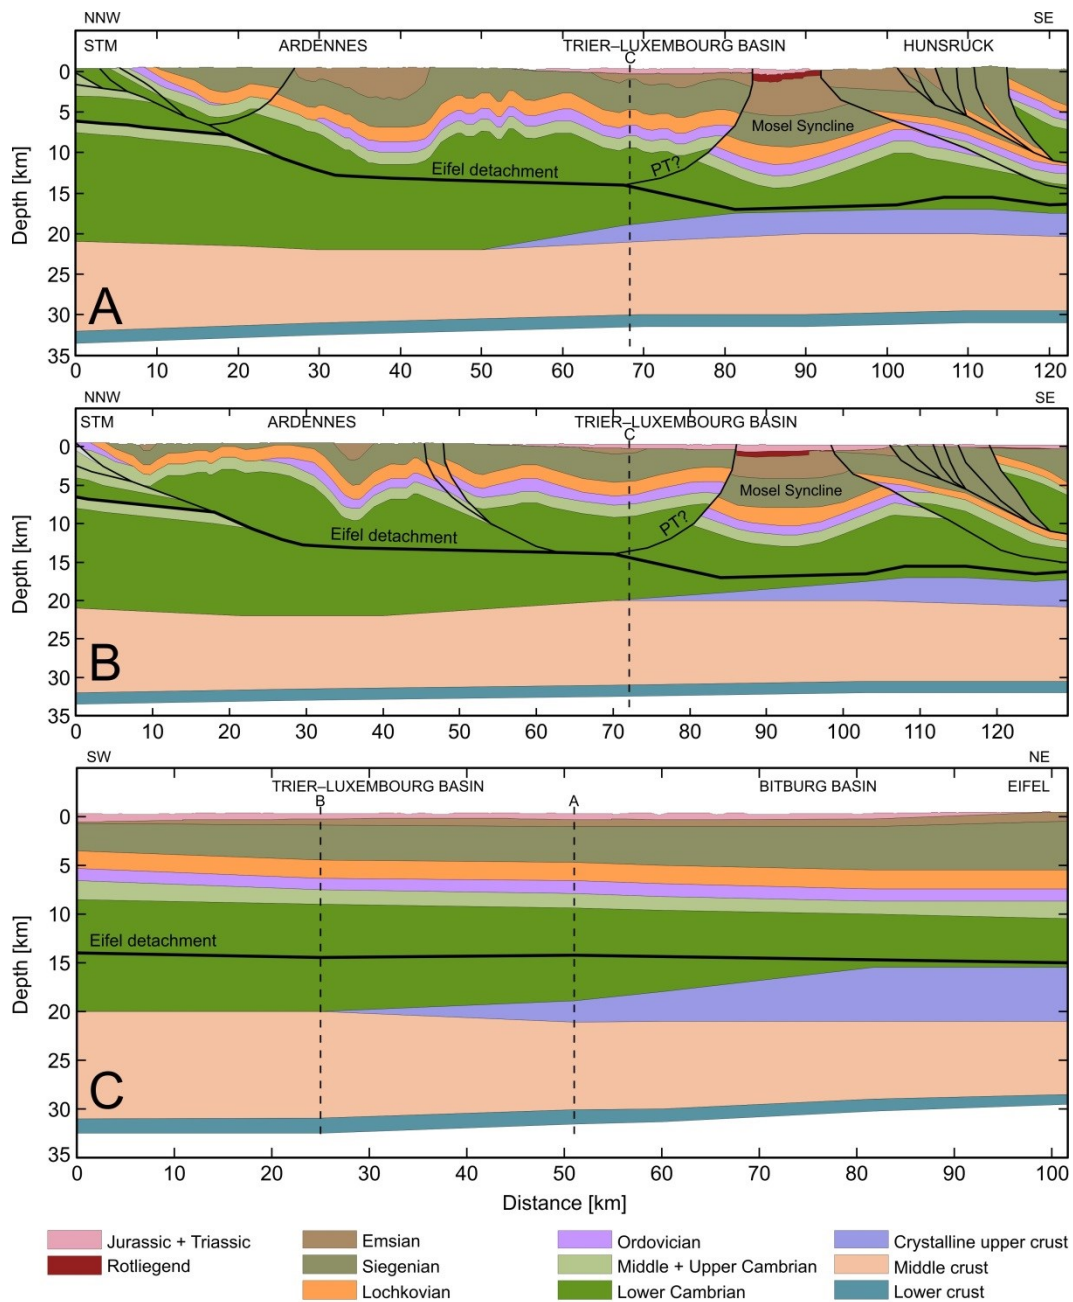 NNW SE
STM ARDENNES TRIER–LUXEMBOURG BASIN HUNSRÜCK
C
0
5
Mosel Syncline
10
Eifel detachment PT?
15
20
25
30
A
35
0 10 20 30 40 50 60 70 80 90 100 110 120
Depth [km]
NNW SE
STM ARDENNES TRIER–LUXEMBOURG BASIN
C
0
5
Mosel Syncline
10
Eifel detachment PT?
15
20
25
B
30
35
0 10 20 30 40 50 60 70 80 90 100 110 120
Depth [km]
SW NE
TRIER–LUXEMBOURG BASIN BITBURG BASIN EIFEL
B A
0
5
10
Eifel detachment
15
20
25
C
30
35
0 10 20 30 40 50 60 70 80 90 100
Depth [km]
Distance [km]
Jurassic + Triassic Emsian Ordovician Crystalline upper crust
Rotliegend Siegenian Middle + Upper Cambrian Middle crust
Lochkovian Lower Cambrian Lower crust